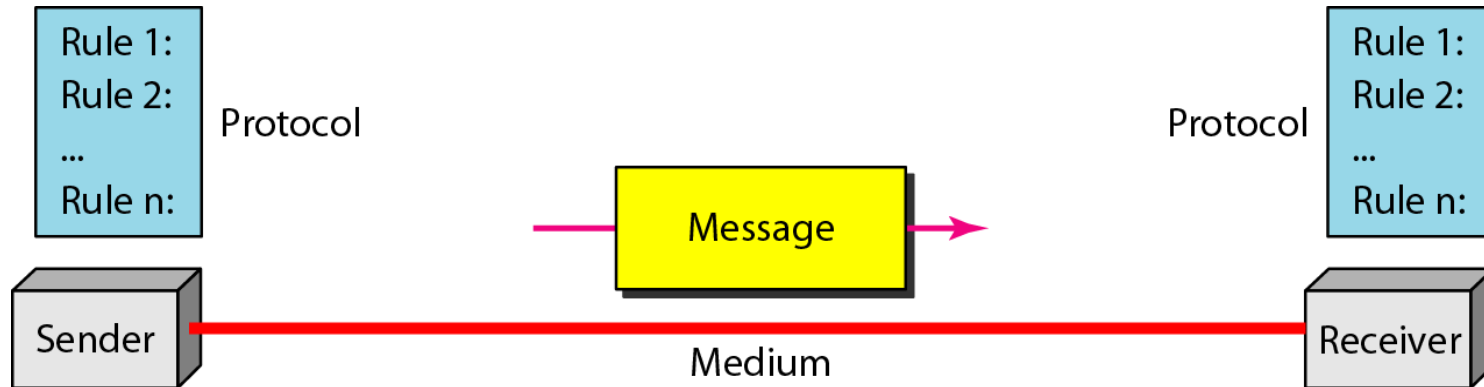 Rule 1:
Rule 2:
...
Rule n:
Protocol
Protocol
Rule 1:
Rule 2:
...
Rule n:
Message
Sender
Medium
Receiver